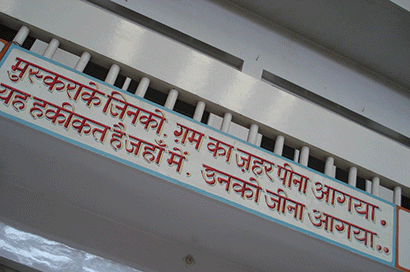 मुस्कराके जिनकी. ग़म का ज़हर पीना आगया.
यह हकीकत है जहाँ में. उनको जीना आगया..